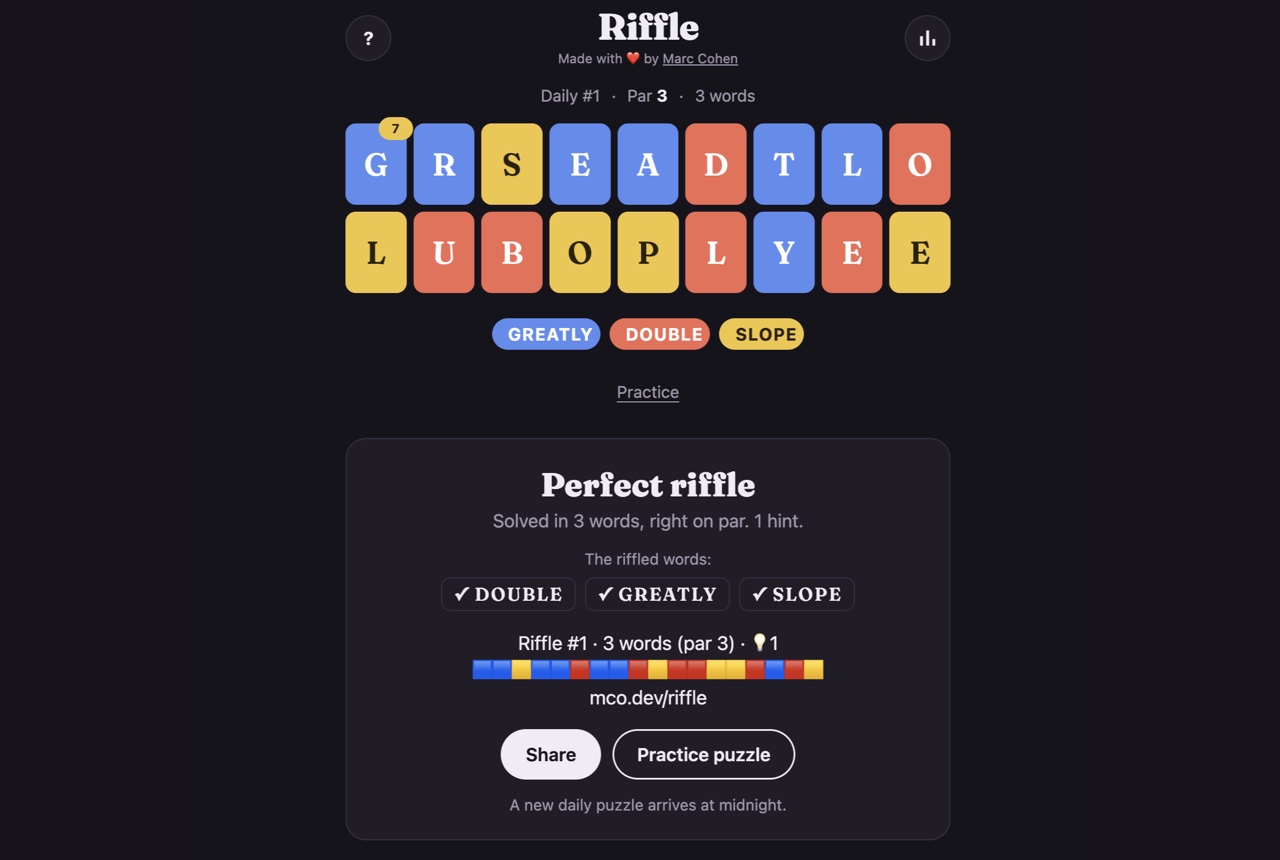 ?
Riffle
Made with ❤️ by Marc Cohen
Daily #1 · Par 3 · 3 words
7
G R S E A D T L O
L U B O P L Y E E
GREATLY DOUBLE SLOPE
Practice
Perfect riffle
Solved in 3 words, right on par. 1 hint.
The riffled words:
✓ DOUBLE ✓ GREATLY ✓ SLOPE
Riffle #1 · 3 words (par 3) · 💡1
🟦🟦🟨🟦🟦🟥🟦🟦🟥🟨🟥🟥🟨🟨🟥🟦🟥🟨
mco.dev/riffle
Share Practice puzzle
A new daily puzzle arrives at midnight.